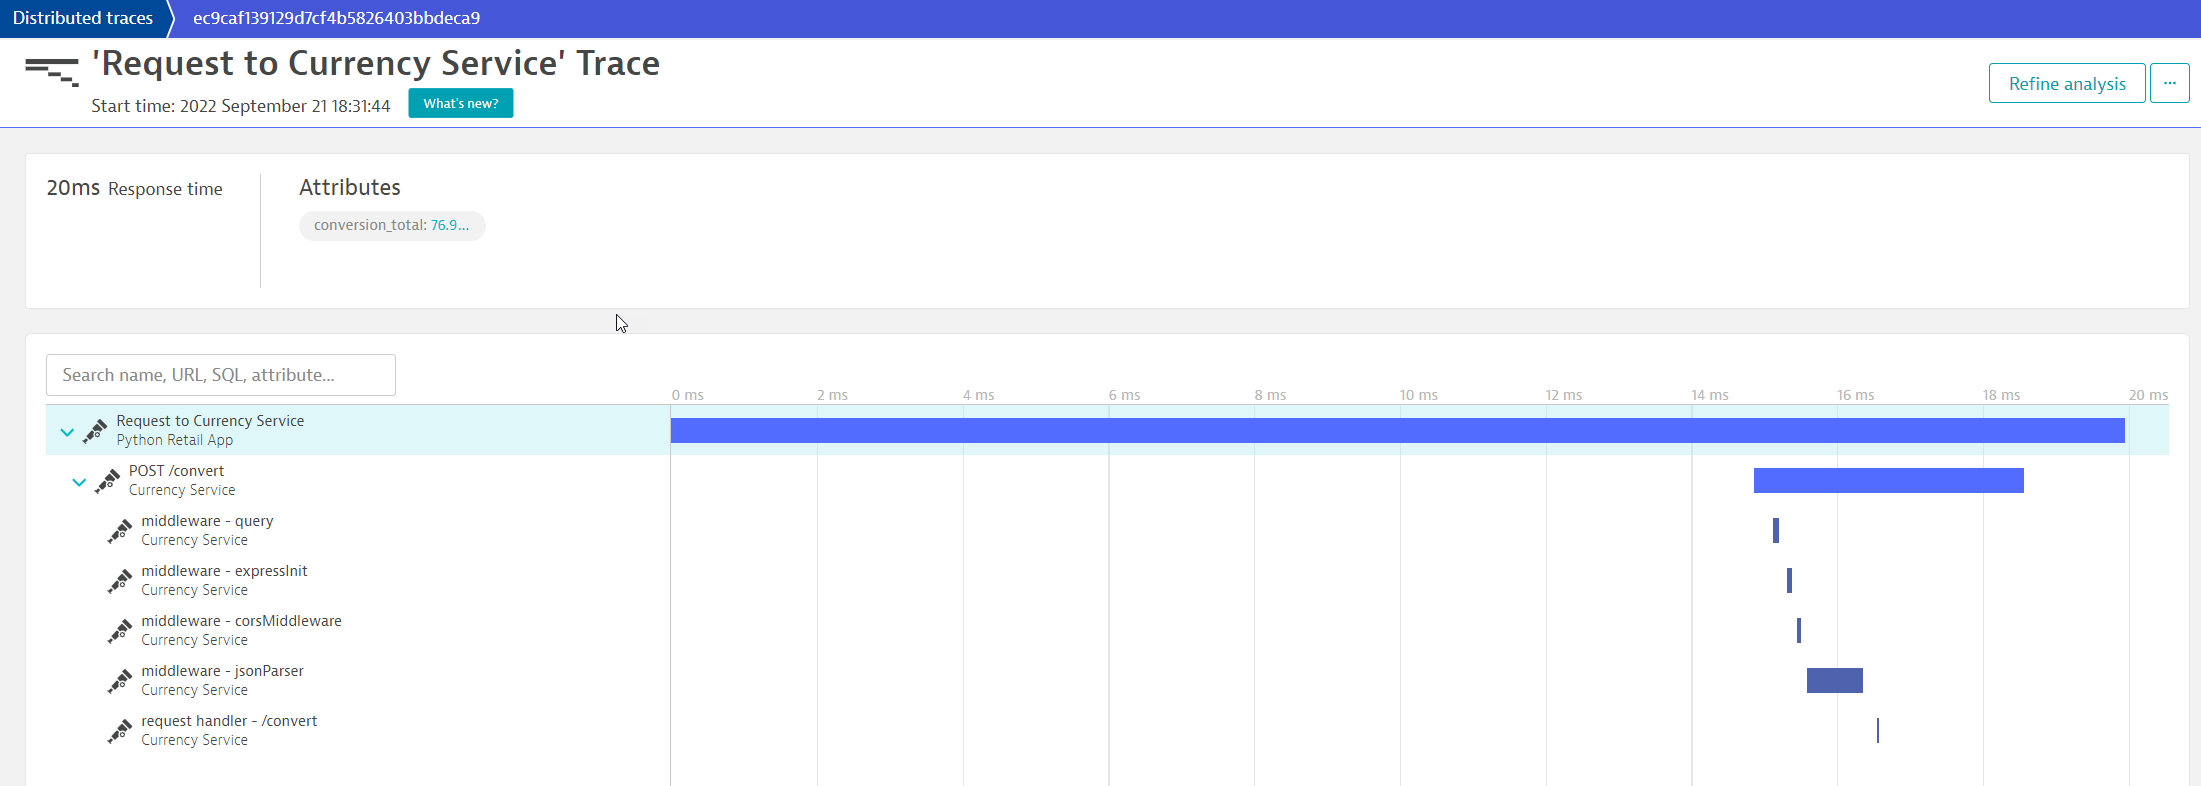 Distributed traces
ec9caf139129d7cf4b5826403bbdeca9
'Request to Currency Service' Trace
Start time: 2022 September 21 18:31:44
What's new?
Refine analysis
...
20ms Response time
Attributes
conversion_total: 76.9...
Search name, URL, SQL, attribute...
0 ms 2 ms 4 ms 6 ms 8 ms 10 ms 12 ms 14 ms 16 ms 18 ms 20 ms
Request to Currency Service
Python Retail App
POST /convert
Currency Service
middleware - query
Currency Service
middleware - expressInit
Currency Service
middleware - corsMiddleware
Currency Service
middleware - jsonParser
Currency Service
request handler - /convert
Currency Service